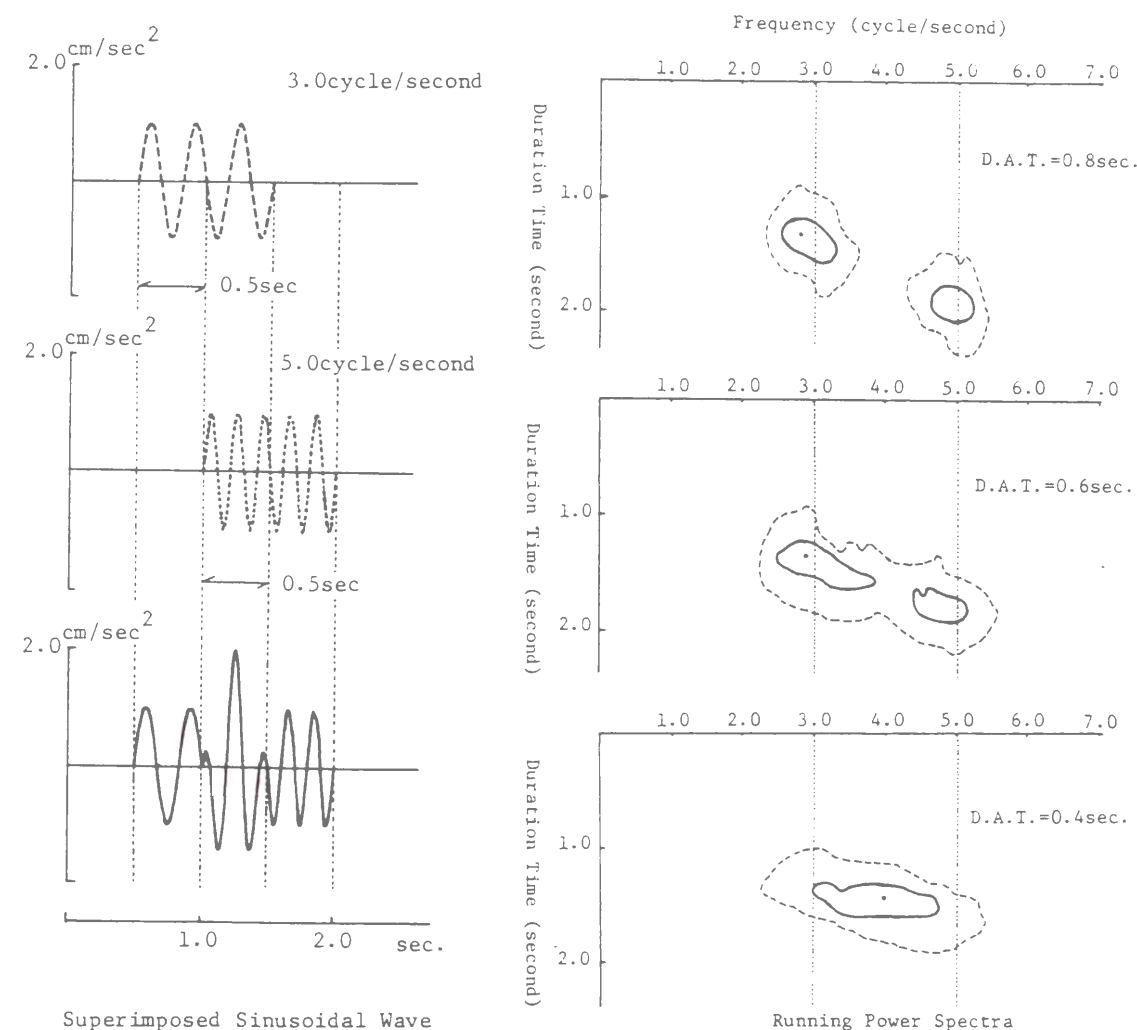 2.0 cm/sec2
3.0cycle/second
0.5sec
2.0 cm/sec2
5.0cycle/second
0.5sec
2.0 cm/sec2
1.0 2.0 sec.
Superimposed Sinusoidal Wave
Frequency (cycle/second)
1.0 2.0 3.0 4.0 5.0 6.0 7.0
Duration Time (second)
D.A.T.=0.8sec.
1.0
2.0
1.0 2.0 3.0 4.0 5.0 6.0 7.0
Duration Time (second)
D.A.T.=0.6sec.
1.0
2.0
1.0 2.0 3.0 4.0 5.0 6.0 7.0
Duration Time (second)
D.A.T.=0.4sec.
1.0
2.0
Running Power Spectra